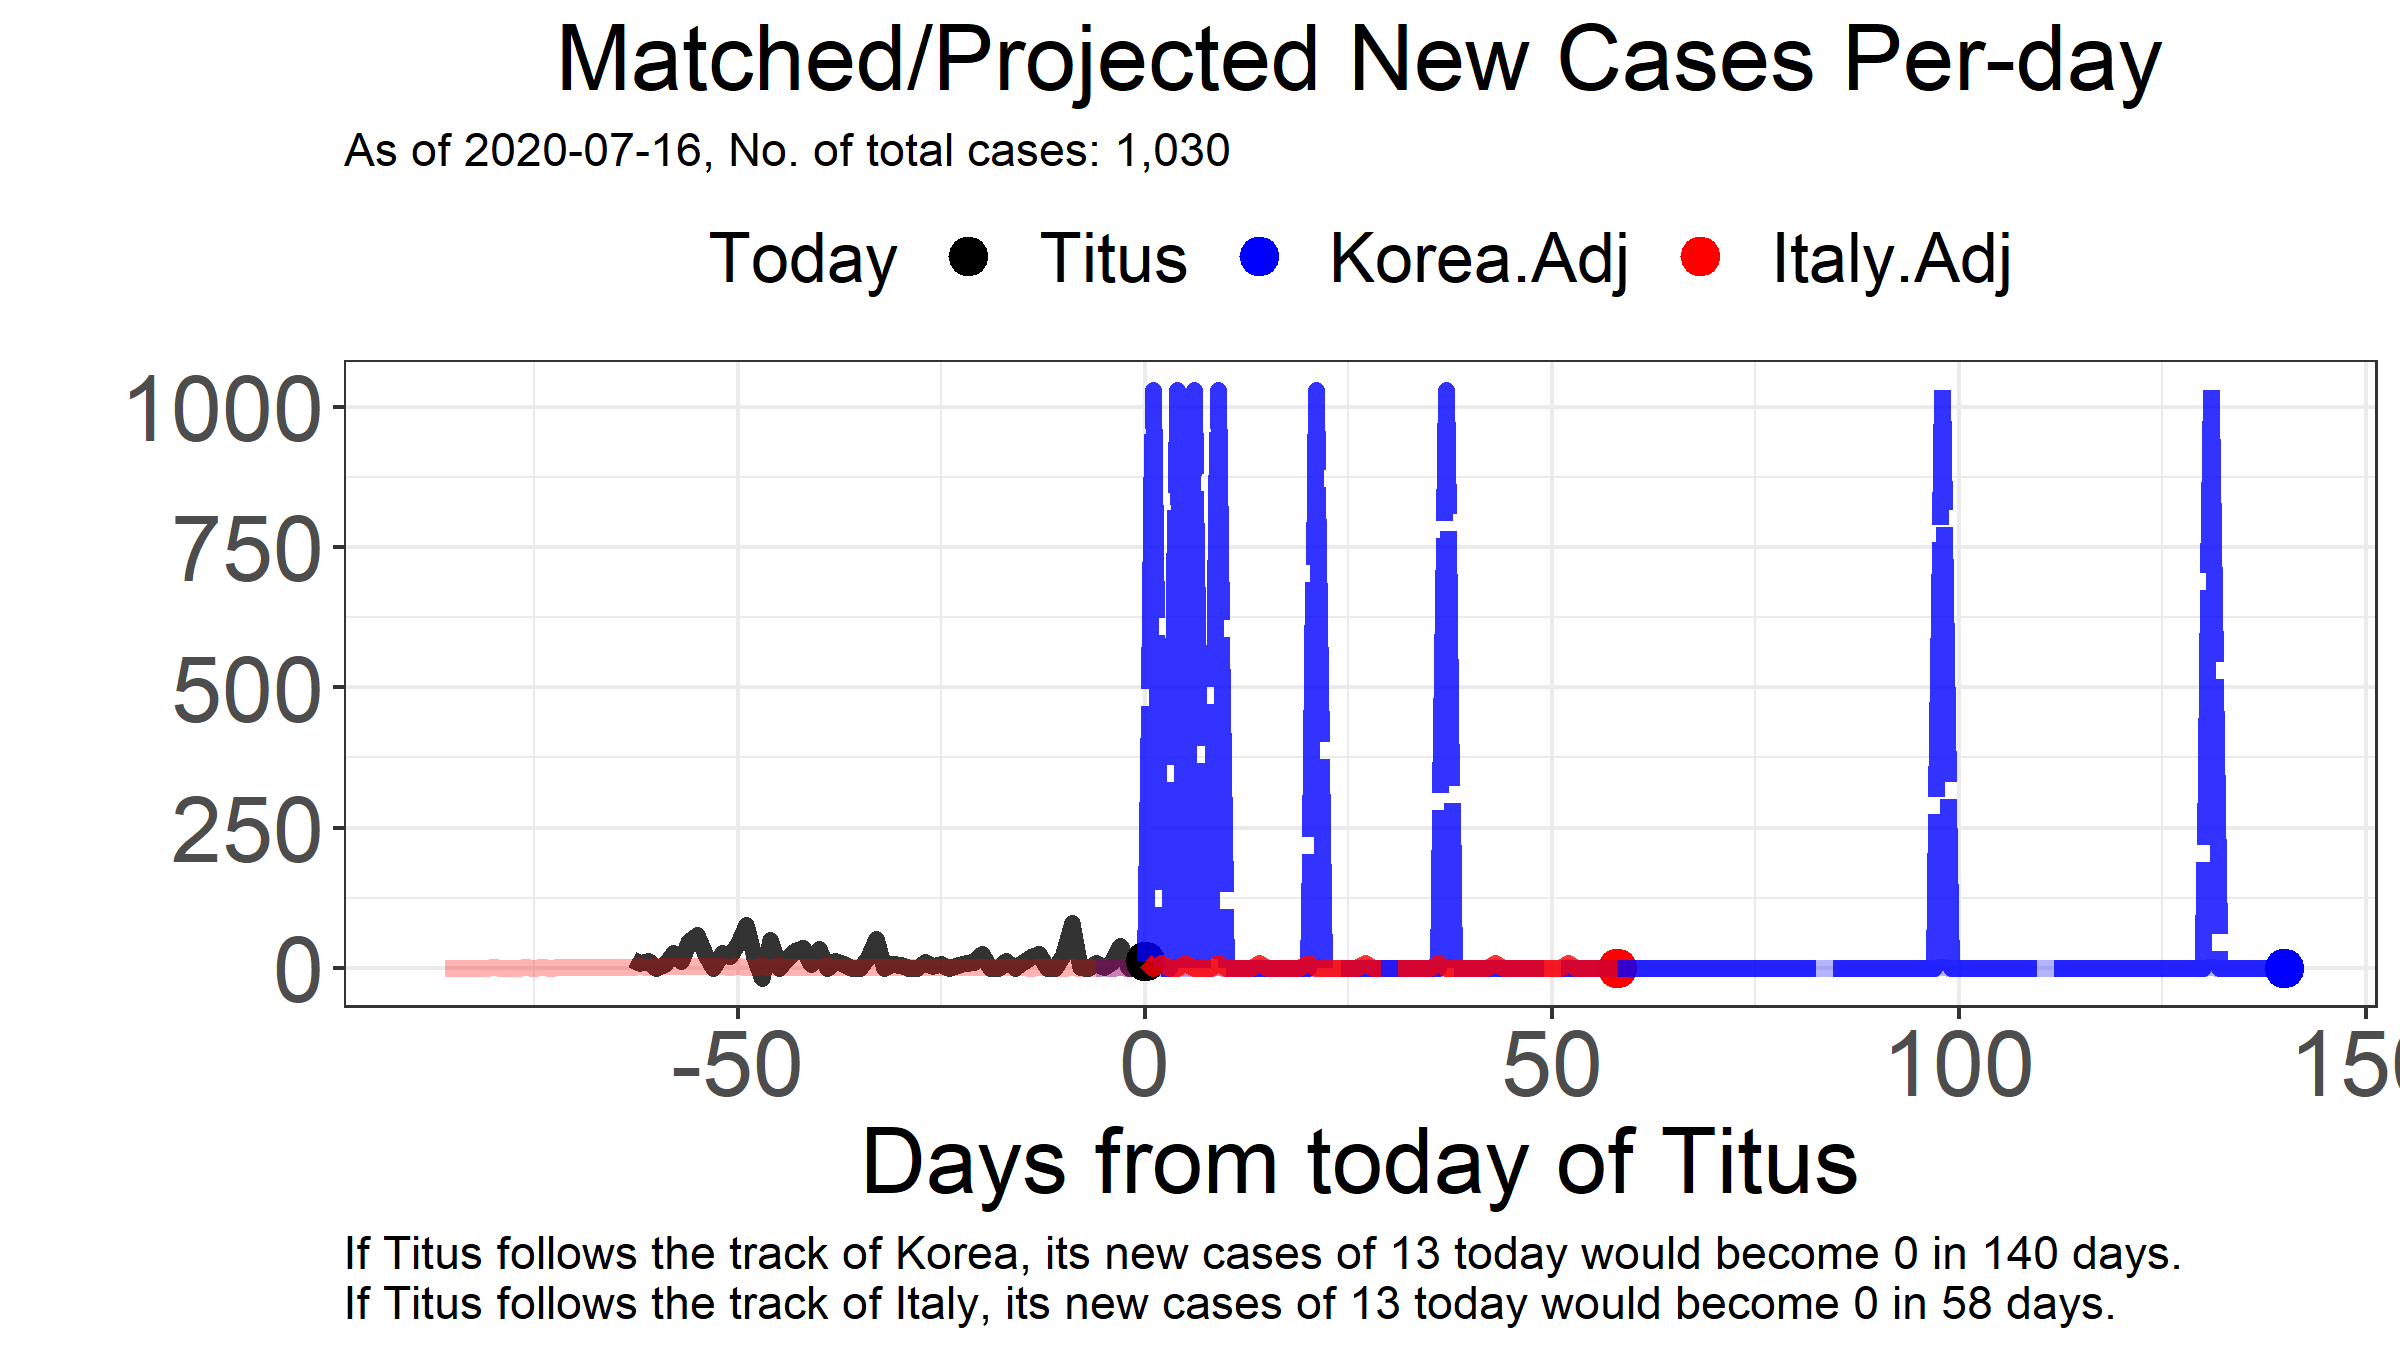 Matched/Projected New Cases Per-day
As of 2020-07-16, No. of total cases: 1,030
Today Titus Korea.Adj Italy.Adj
1000
750
500
250
0
-50 0 50 100 150
Days from today of Titus
If Titus follows the track of Korea, its new cases of 13 today would become 0 in 140 days.
If Titus follows the track of Italy, its new cases of 13 today would become 0 in 58 days.